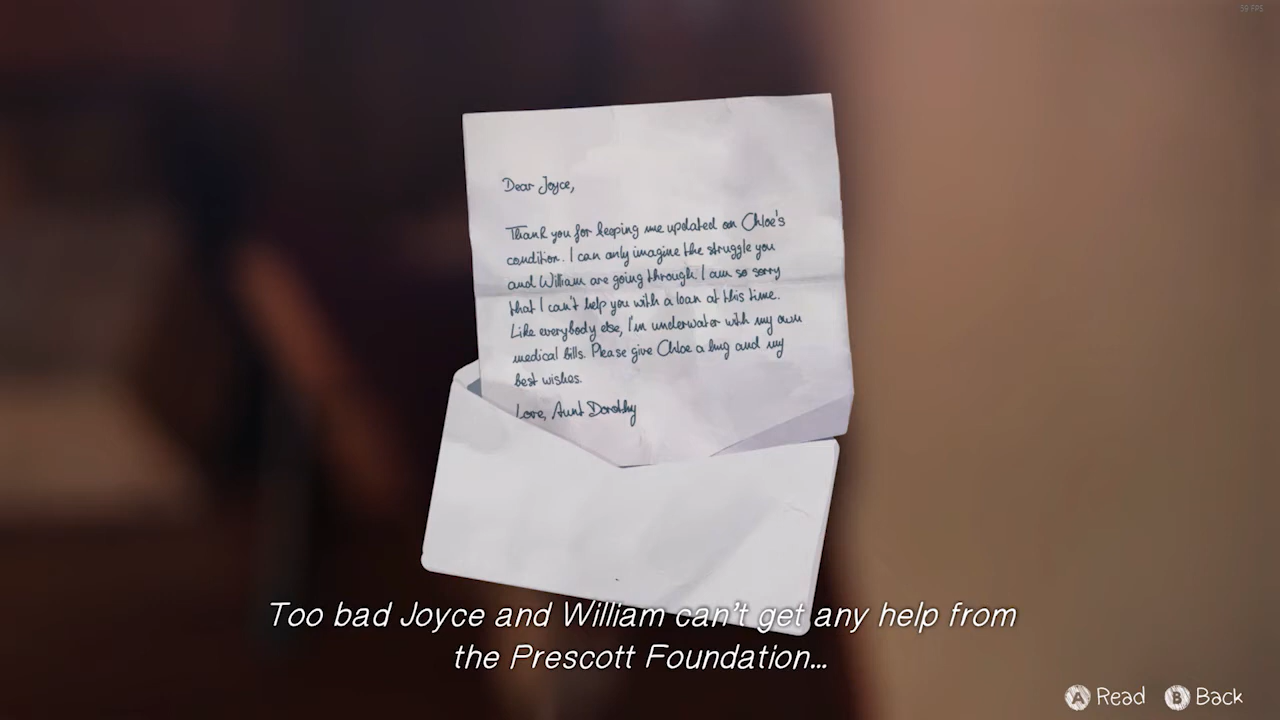 59 FPS
Dear Joyce,
Thank you for keeping me updated on Chloe's
condition. I can only imagine the struggle you
and William are going through. I am so sorry
that I can't help you with a loan at this time.
Like everybody else, I'm underwater with my own
medical bills. Please give Chloe a hug and my
best wishes.
Love, Aunt Dorothy
Too bad Joyce and William can't get any help from
the Prescott Foundation...
A Read B Back